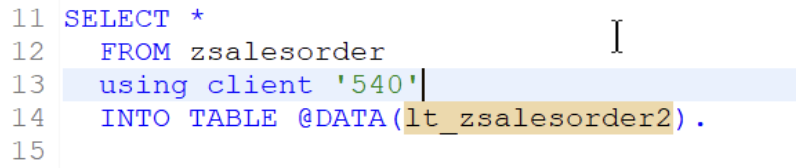 11 SELECT *
12 FROM zsalesorder
13 using client '540'
14 INTO TABLE @DATA(lt_zsalesorder2).
15